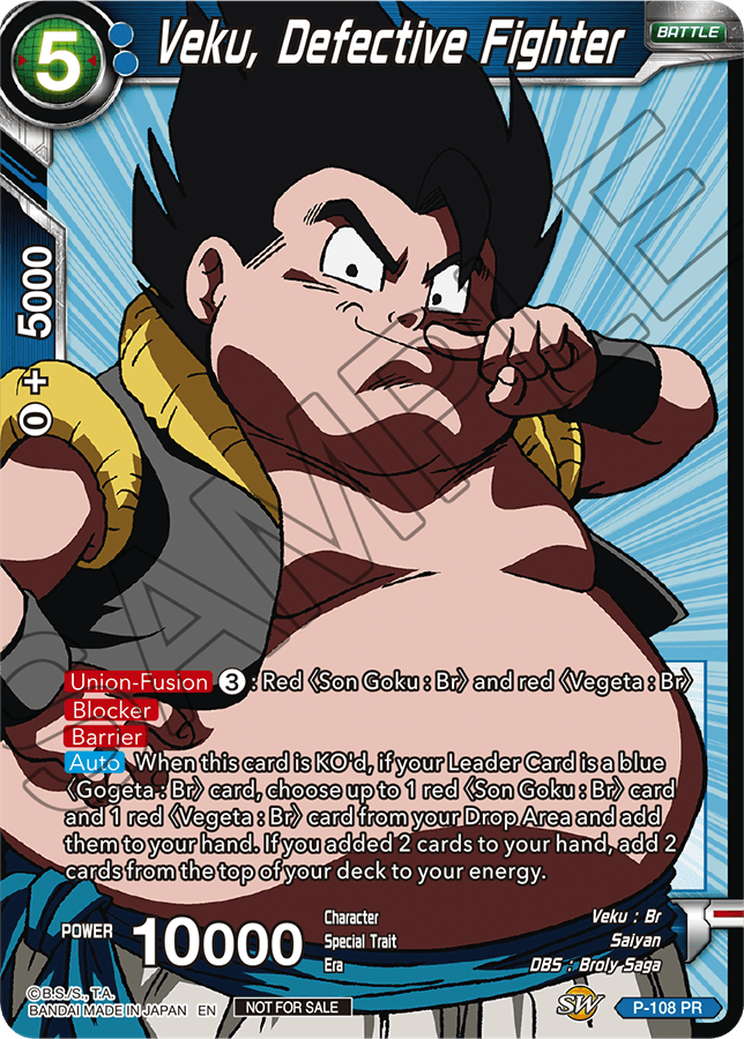 5
Veku, Defective Fighter
BATTLE
0 + 5000
SAMPLE
Union-Fusion 3 : Red 《Son Goku : Br》 and red 《Vegeta : Br》
Blocker
Barrier
Auto When this card is KO'd, if your Leader Card is a blue
《Gogeta : Br》 card, choose up to 1 red 《Son Goku : Br》 card
and 1 red 《Vegeta : Br》 card from your Drop Area and add
them to your hand. If you added 2 cards to your hand, add 2
cards from the top of your deck to your energy.
POWER 10000
Character Veku : Br
Special Trait Saiyan
Era DBS : Broly Saga
©B.S./S., T.A.
BANDAI MADE IN JAPAN EN NOT FOR SALE
SW P-108 PR